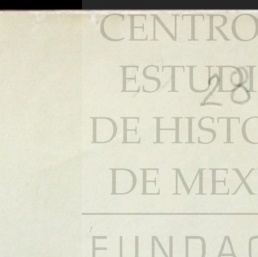 CENTRO
ESTUDI
28
DE HISTO
DE MEX
FUNDAC